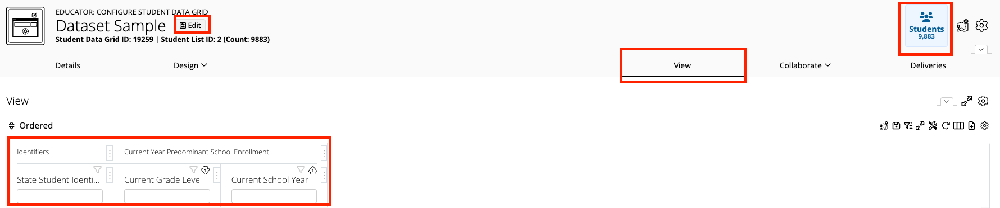 EDUCATOR: CONFIGURE STUDENT DATA GRID
Dataset Sample Edit
Student Data Grid ID: 19259 | Student List ID: 2 (Count: 9883)
Students
9,883
Details Design View Collaborate Deliveries
View
Ordered
Identifiers Current Year Predominant School Enrollment
1 1
State Student Identi... Current Grade Level Current School Year